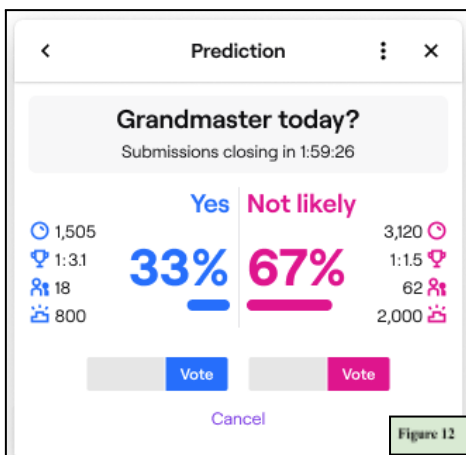 Prediction
Grandmaster today?
Submissions closing in 1:59:26
Yes
Not likely
1,505
1:3.1
18
800
33%
67%
3,120
1:1.5
62
2,000
Vote
Vote
Cancel
Figure 12